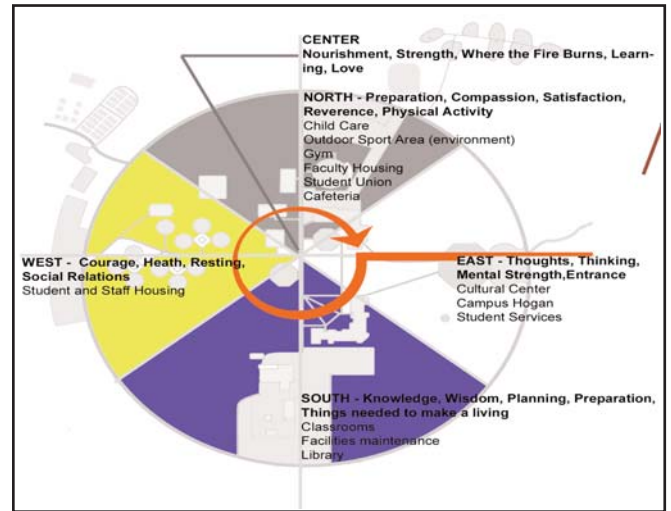 CENTER
Nourishment, Strength, Where the Fire Burns, Learn-
ing, Love
NORTH - Preparation, Compassion, Satisfaction,
Reverence, Physical Activity
Child Care
Outdoor Sport Area (environment)
Gym
Faculty Housing
Student Union
Cafeteria
WEST - Courage, Heath, Resting,
Social Relations
Student and Staff Housing
EAST - Thoughts, Thinking,
Mental Strength,Entrance
Cultural Center
Campus Hogan
Student Services
SOUTH - Knowledge, Wisdom, Planning, Preparation,
Things needed to make a living
Classrooms
Facilities maintenance
Library